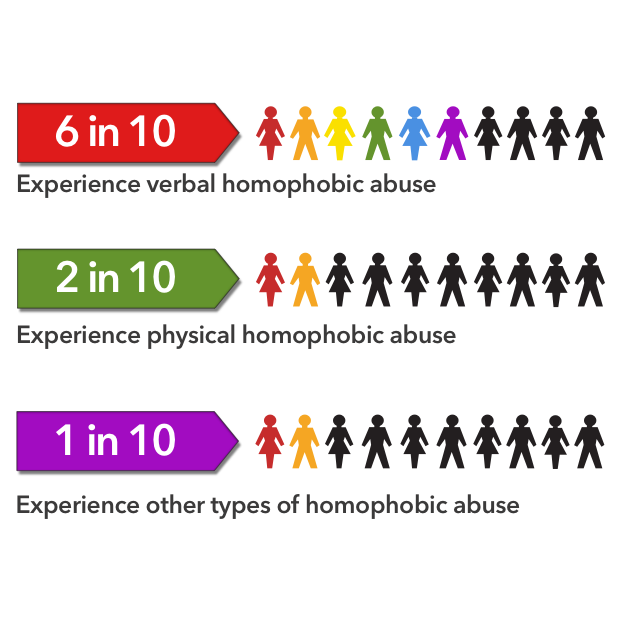 6 in 10
Experience verbal homophobic abuse
2 in 10
Experience physical homophobic abuse
1 in 10
Experience other types of homophobic abuse